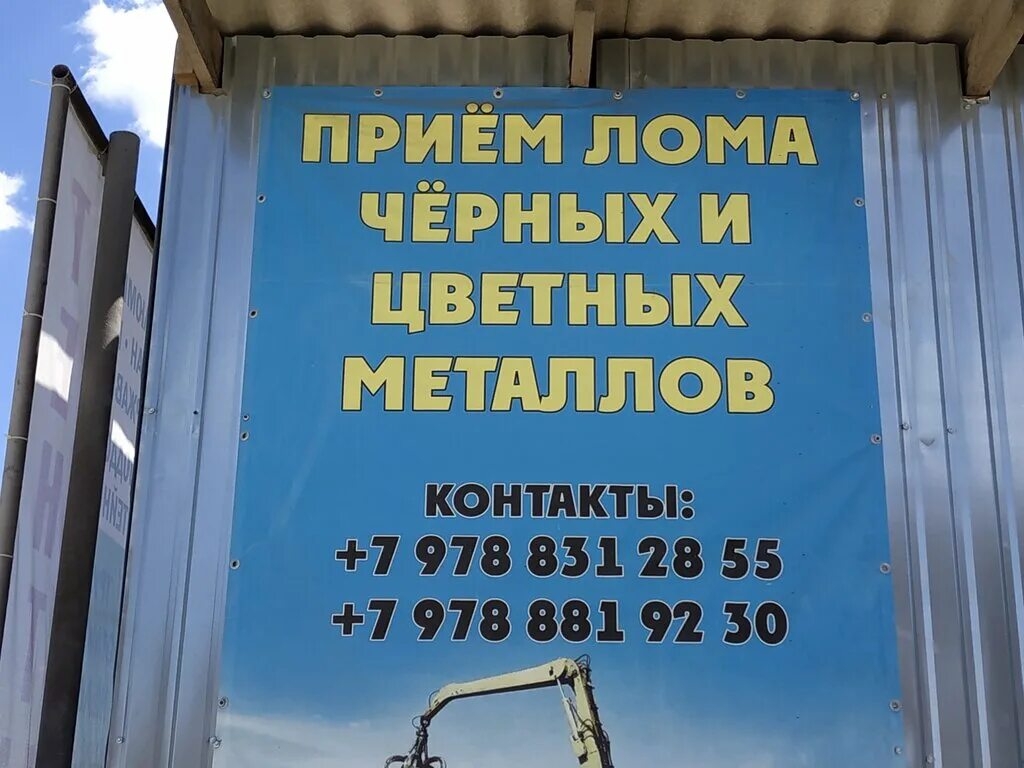 ПРИЁМ ЛОМА
ЧЁРНЫХ И
ЦВЕТНЫХ
МЕТАЛЛОВ
КОНТАКТЫ:
+7 978 831 28 55
+7 978 881 92 30